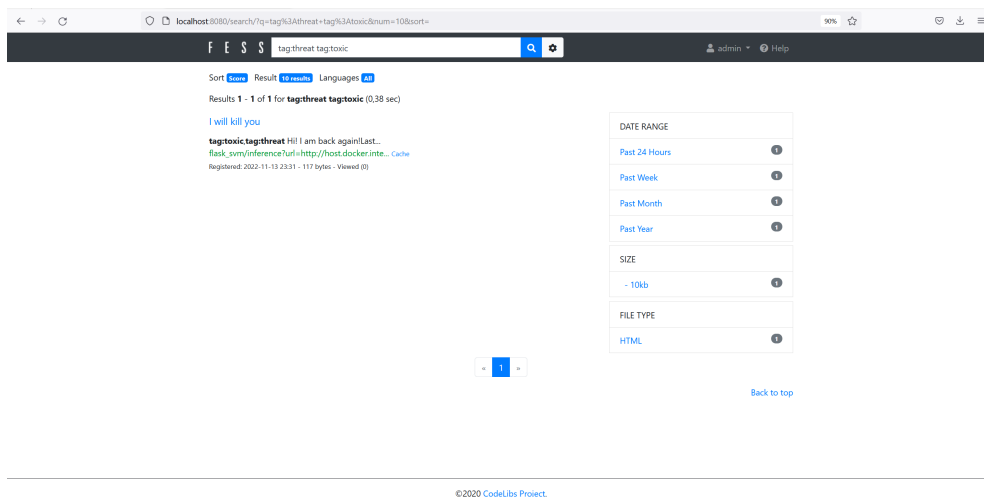 localhost:8080/search/?q=tag%3Athreat+tag%3Atoxic&num=10&sort=
90%
FESS
tag:threat tag:toxic
admin
Help
Sort Score Result 10 results Languages All
Results 1 - 1 of 1 for tag:threat tag:toxic (0,38 sec)
I will kill you
tag:toxic,tag:threat Hi! I am back again!Last...
flask_svm/inference?url=http://host.docker.inte... Cache
Registered: 2022-11-13 23:31 - 117 bytes - Viewed (0)
DATE RANGE
Past 24 Hours 1
Past Week 1
Past Month 1
Past Year 1
SIZE
- 10kb 1
FILE TYPE
HTML 1
« 1 »
Back to top
©2020 CodeLibs Project.